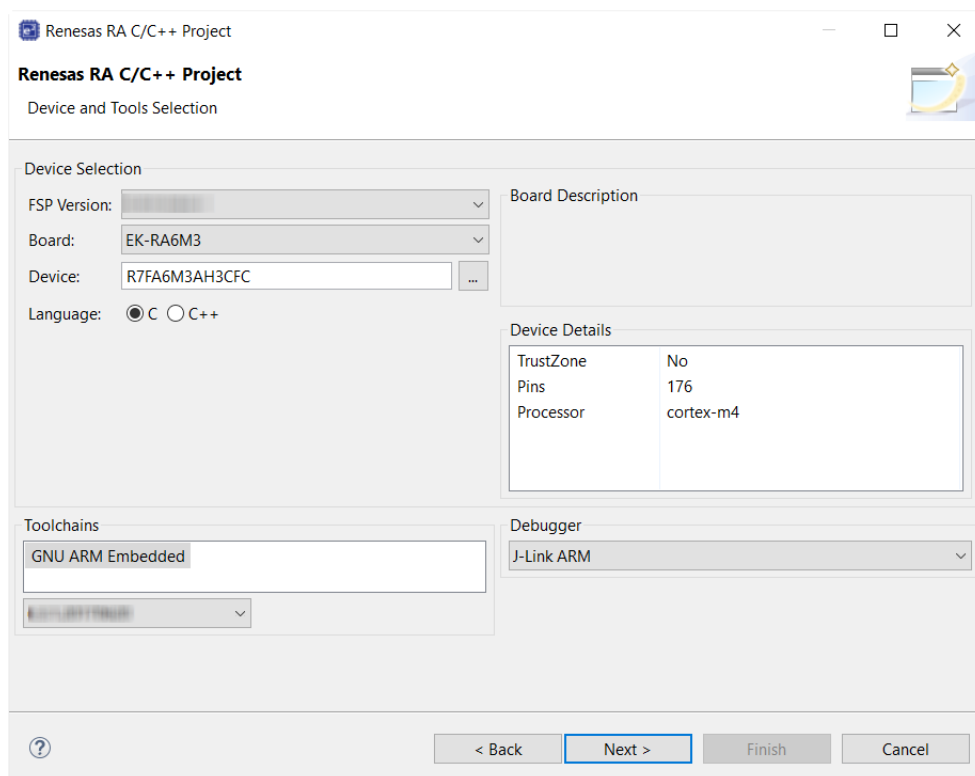 Renesas RA C/C++ Project
Renesas RA C/C++ Project
Device and Tools Selection
Device Selection
FSP Version:
Board: EK-RA6M3
Device: R7FA6M3AH3CFC ...
Language: C C++
Board Description
Device Details
TrustZone No
Pins 176
Processor cortex-m4
Toolchains
GNU ARM Embedded
Debugger
J-Link ARM
? < Back Next > Finish Cancel